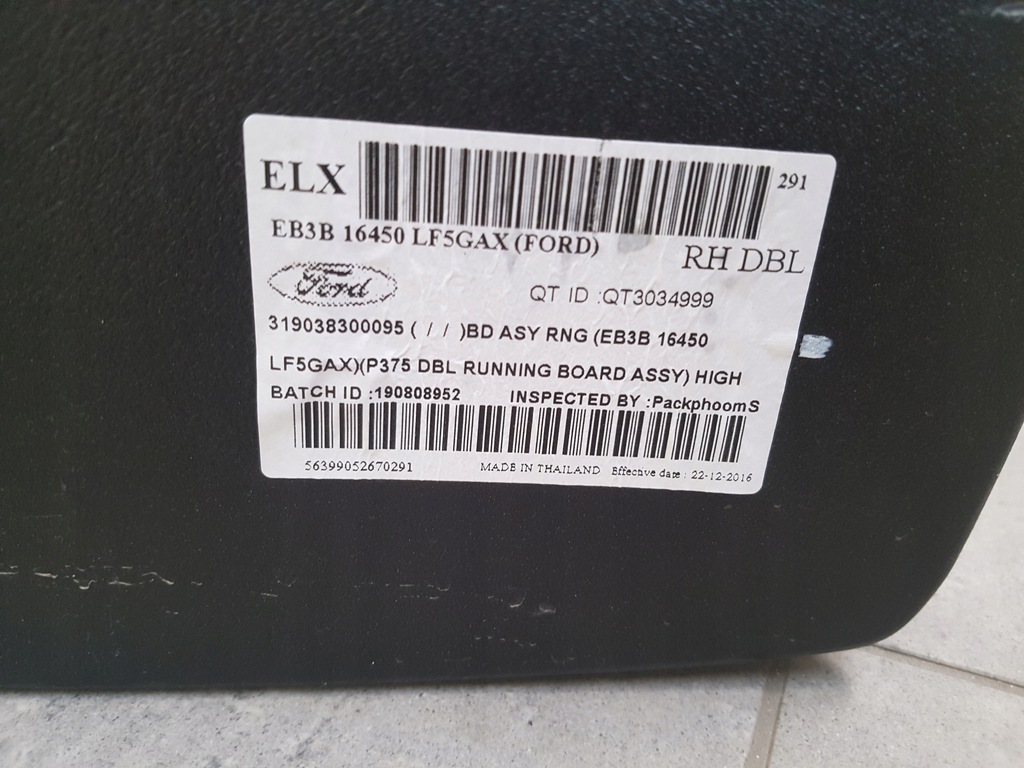 ELX
291
EB3B 16450 LF5GAX (FORD)
RH DBL
Ford
QT ID :QT3034999
319038300095 ( / / )BD ASY RNG (EB3B 16450
LF5GAX)(P375 DBL RUNNING BOARD ASSY) HIGH
BATCH ID :190808952 INSPECTED BY :PackphoomS
56399052670291 MADE IN THAILAND Effective date : 22-12-2016